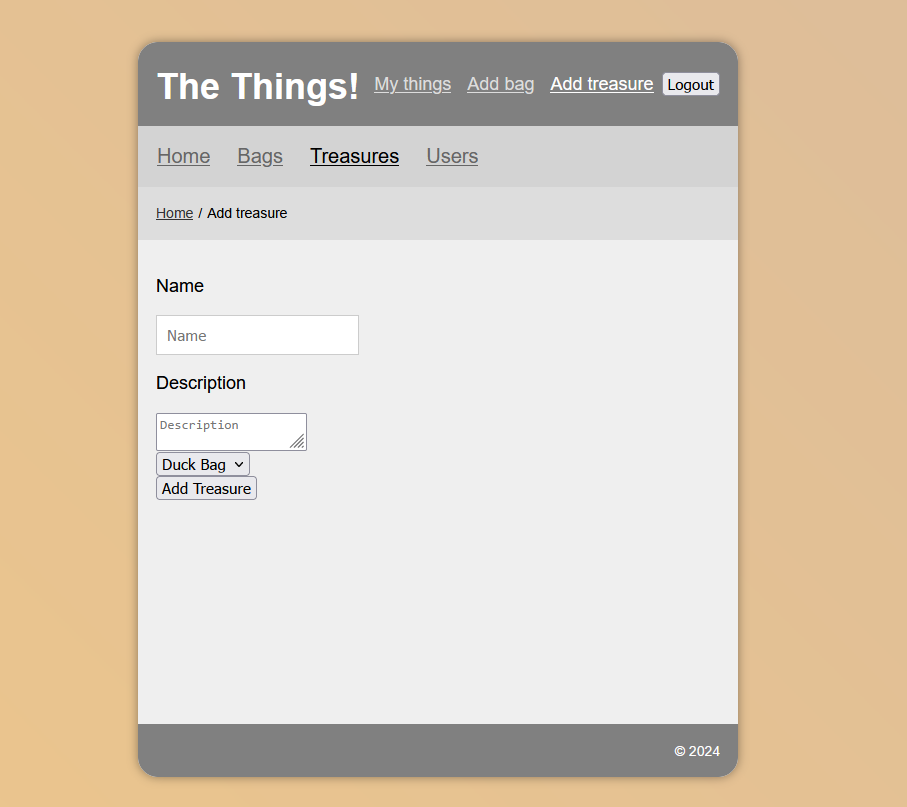 The Things! My things Add bag Add treasure Logout
Home Bags Treasures Users
Home / Add treasure
Name
Name
Description
Description
Duck Bag
Add Treasure
© 2024